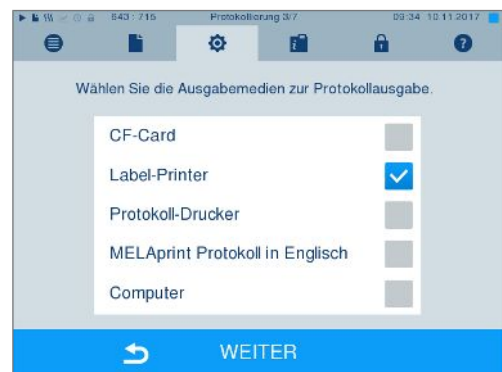 643 : 715 Protokollierung 3/7 09:34 10.11.2017
Wählen Sie die Ausgabemedien zur Protokollausgabe.
CF-Card
Label-Printer
Protokoll-Drucker
MELAprint Protokoll in Englisch
Computer
WEITER